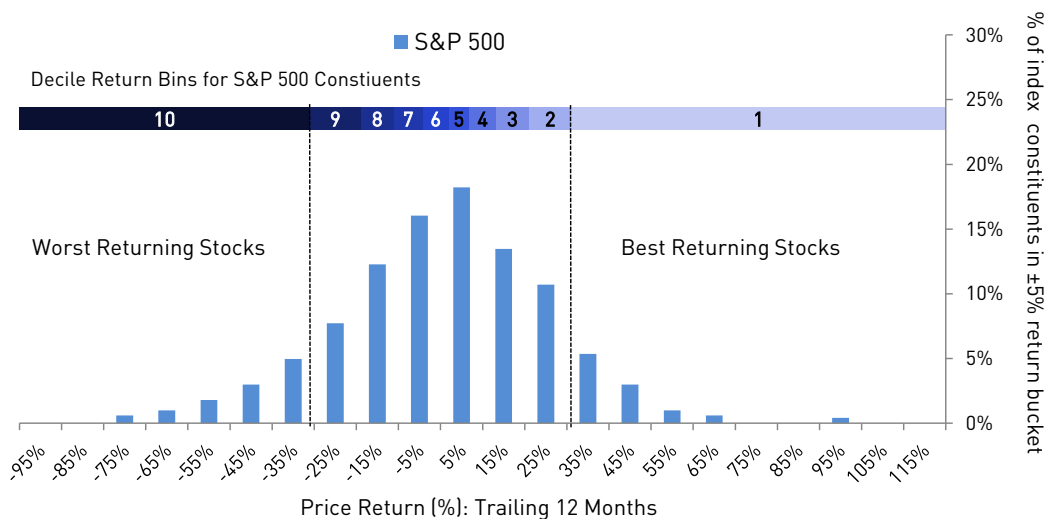 S&P 500
Decile Return Bins for S&P 500 Constiuents
10 9 8 7 6 5 4 3 2 1
Worst Returning Stocks
Best Returning Stocks
30%
25%
20%
15%
10%
5%
0%
% of index constituents in ±5% return bucket
-95% -85% -75% -65% -55% -45% -35% -25% -15% -5% 5% 15% 25% 35% 45% 55% 65% 75% 85% 95% 105% 115%
Price Return (%): Trailing 12 Months